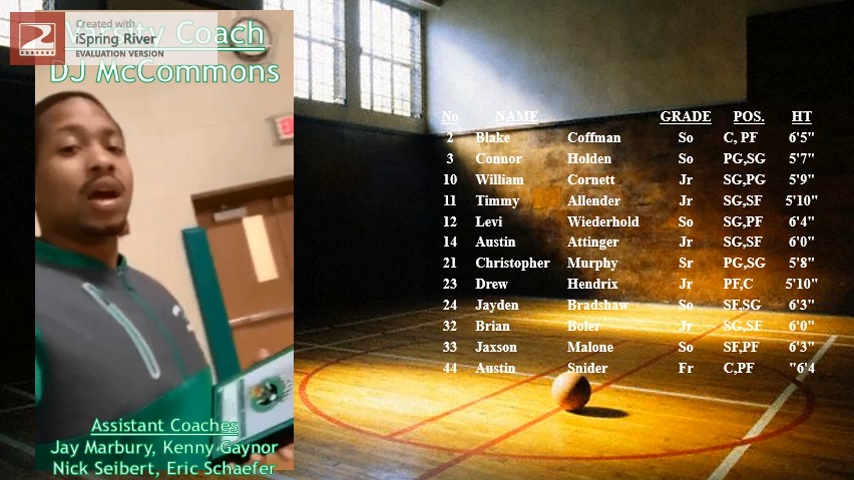 Created with
iSpring River
EVALUATION VERSION
Varsity Coach
DJ McCommons
No NAME GRADE POS. HT
2 Blake Coffman So C, PF 6'5"
3 Connor Holden So PG,SG 5'7"
10 William Cornett Jr SG,PG 5'9"
11 Timmy Allender Jr SG,SF 5'10"
12 Levi Wiederhold So SG,PF 6'4"
14 Austin Attinger Jr SG,SF 6'0"
21 Christopher Murphy Sr PG,SG 5'8"
23 Drew Hendrix Jr PF,C 5'10"
24 Jayden Bradshaw So SF,SG 6'3"
32 Brian Boler Jr SG,SF 6'0"
33 Jaxson Malone So SF,PF 6'3"
44 Austin Snider Fr C,PF "6'4
Assistant Coaches
Jay Marbury, Kenny Gaynor
Nick Seibert, Eric Schaefer